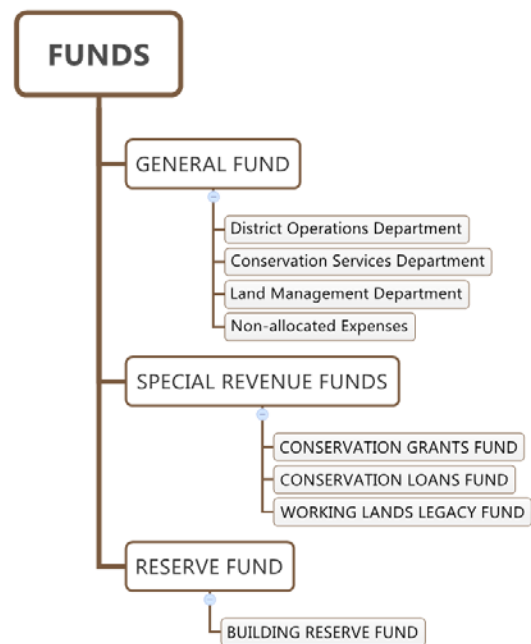 FUNDS
GENERAL FUND
District Operations Department
Conservation Services Department
Land Management Department
Non-allocated Expenses
SPECIAL REVENUE FUNDS
CONSERVATION GRANTS FUND
CONSERVATION LOANS FUND
WORKING LANDS LEGACY FUND
RESERVE FUND
BUILDING RESERVE FUND